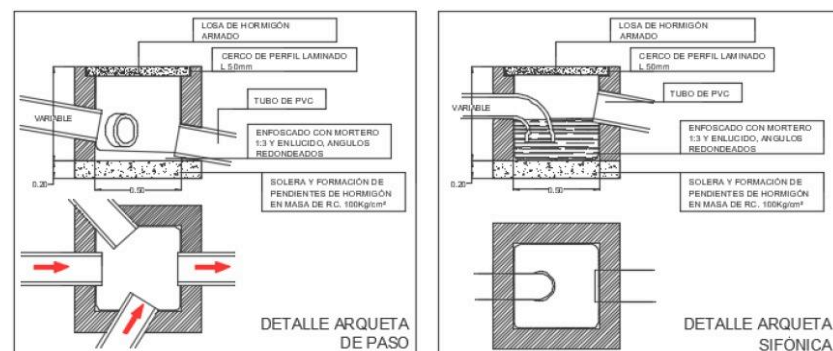 LOSA DE HORMIGÓN
ARMADO
CERCO DE PERFIL LAMINADO
L 50mm
TUBO DE PVC
VARIABLE
ENFOSCADO CON MORTERO
1:3 Y ENLUCIDO, ANGULOS
REDONDEADOS
0.20
0.50
SOLERA Y FORMACIÓN DE
PENDIENTES DE HORMIGÓN
EN MASA DE RC. 100Kg/cm²
DETALLE ARQUETA
DE PASO
LOSA DE HORMIGÓN
ARMADO
CERCO DE PERFIL LAMINADO
L 50mm
TUBO DE PVC
VARIABLE
ENFOSCADO CON MORTERO
1:3 Y ENLUCIDO, ANGULOS
REDONDEADOS
0.20
0.50
SOLERA Y FORMACIÓN DE
PENDIENTES DE HORMIGÓN
EN MASA DE RC. 100Kg/cm²
DETALLE ARQUETA
SIFÓNICA